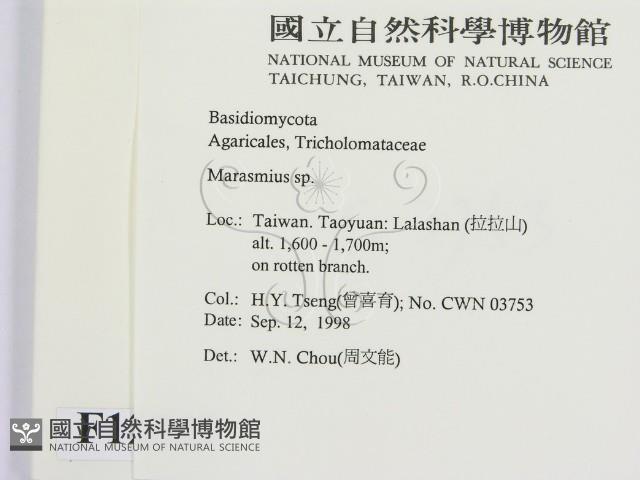 國立自然科學博物館
NATIONAL MUSEUM OF NATURAL SCIENCE
TAICHUNG, TAIWAN, R.O.CHINA
Basidiomycota
Agaricales, Tricholomataceae
Marasmius sp.
Loc.: Taiwan. Taoyuan: Lalashan (拉拉山)
alt. 1,600 - 1,700m;
on rotten branch.
Col.: H.Y. Tseng(曾喜育); No. CWN 03753
Date: Sep. 12, 1998
Det.: W.N. Chou(周文能)
國立自然科學博物館
NATIONAL MUSEUM OF NATURAL SCIENCE